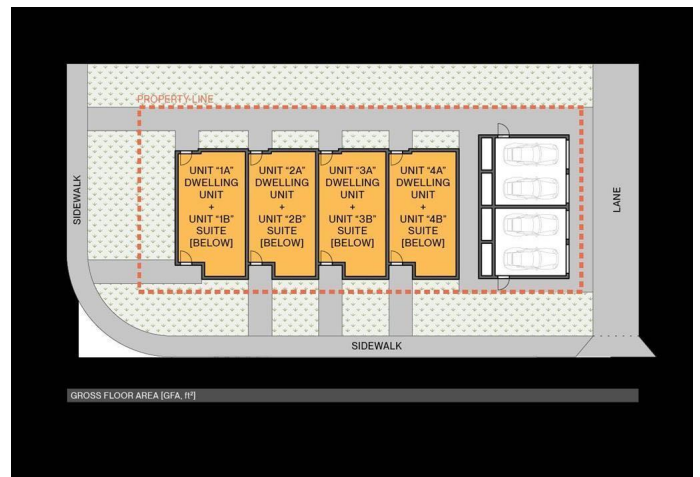 PROPERTY LINE
SIDEWALK
UNIT "1A"
DWELLING
UNIT
+
UNIT "1B"
SUITE
[BELOW]
UNIT "2A"
DWELLING
UNIT
+
UNIT "2B"
SUITE
[BELOW]
UNIT "3A"
DWELLING
UNIT
+
UNIT "3B"
SUITE
[BELOW]
UNIT "4A"
DWELLING
UNIT
+
UNIT "4B"
SUITE
[BELOW]
LANE
SIDEWALK
GROSS FLOOR AREA [GFA, ft²]